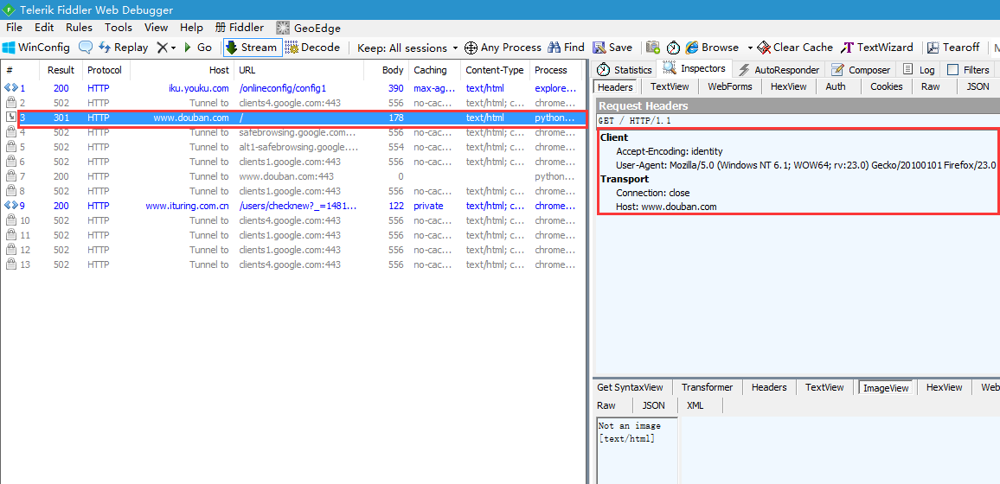 Telerik Fiddler Web Debugger
File Edit Rules Tools View Help Fiddler GeoEdge
WinConfig Replay Go Stream Decode Keep: All sessions Any Process Find Save Browse Clear Cache TextWizard Tearoff
# Result Protocol Host URL Body Caching Content-Type Process
1 200 HTTP iku.youku.com /onlineconfig/config1 390 max-ag... text/html explore...
2 502 HTTP Tunnel to clients4.google.com:443 556 no-cac... text/html; c... chrome...
3 301 HTTP www.douban.com / 178 text/html python...
4 502 HTTP Tunnel to safebrowsing.google.com... 556 no-cac... text/html; c... chrome...
5 502 HTTP Tunnel to alt1-safebrowsing.google... 554 no-cac... text/html; c... chrome...
6 502 HTTP Tunnel to clients1.google.com:443 556 no-cac... text/html; c... chrome...
7 200 HTTP Tunnel to www.douban.com:443 0 python...
8 502 HTTP Tunnel to clients1.google.com:443 556 no-cac... text/html; c... chrome...
9 200 HTTP www.ituring.com.cn /users/checknew?_=1481... 122 private text/html; c... chrome...
10 502 HTTP Tunnel to clients4.google.com:443 556 no-cac... text/html; c... chrome...
11 502 HTTP Tunnel to clients1.google.com:443 556 no-cac... text/html; c... chrome...
12 502 HTTP Tunnel to clients1.google.com:443 556 no-cac... text/html; c... chrome...
13 502 HTTP Tunnel to clients4.google.com:443 556 no-cac... text/html; c... chrome...
Statistics Inspectors AutoResponder Composer Log Filters
Headers TextView WebForms HexView Auth Cookies Raw JSON
Request Headers
GET / HTTP/1.1
Client
Accept-Encoding: identity
User-Agent: Mozilla/5.0 (Windows NT 6.1; WOW64; rv:23.0) Gecko/20100101 Firefox/23.0
Transport
Connection: close
Host: www.douban.com
Get SyntaxView Transformer Headers TextView ImageView HexView Web
Raw JSON XML
Not an image
[text/html]